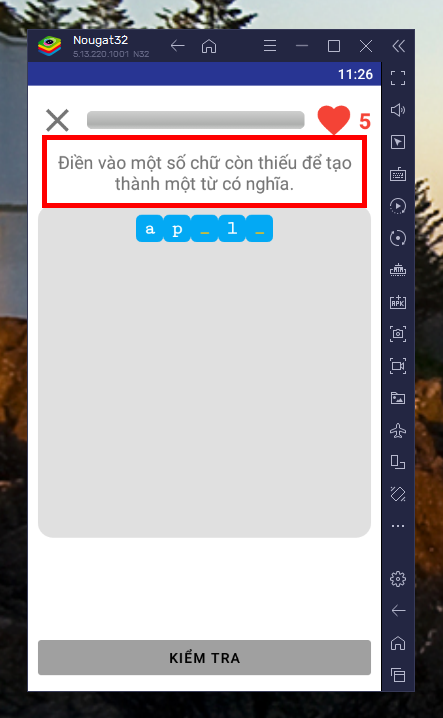 Nougat32
5.13.220.1001 N32
11:26
5
Điền vào một số chữ còn thiếu để tạo
thành một từ có nghĩa.
a p _ l _
KIỂM TRA